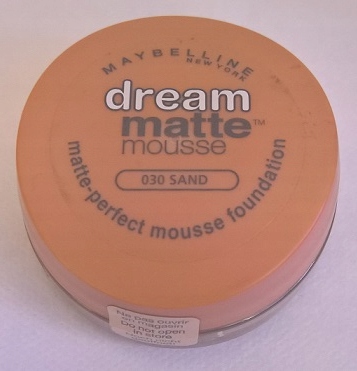 MAYBELLINE
NEW YORK
dream
matte™
mousse
030 SAND
matte-perfect mousse foundation
Ne pas ouvrir
en magasin
Do not open
in store